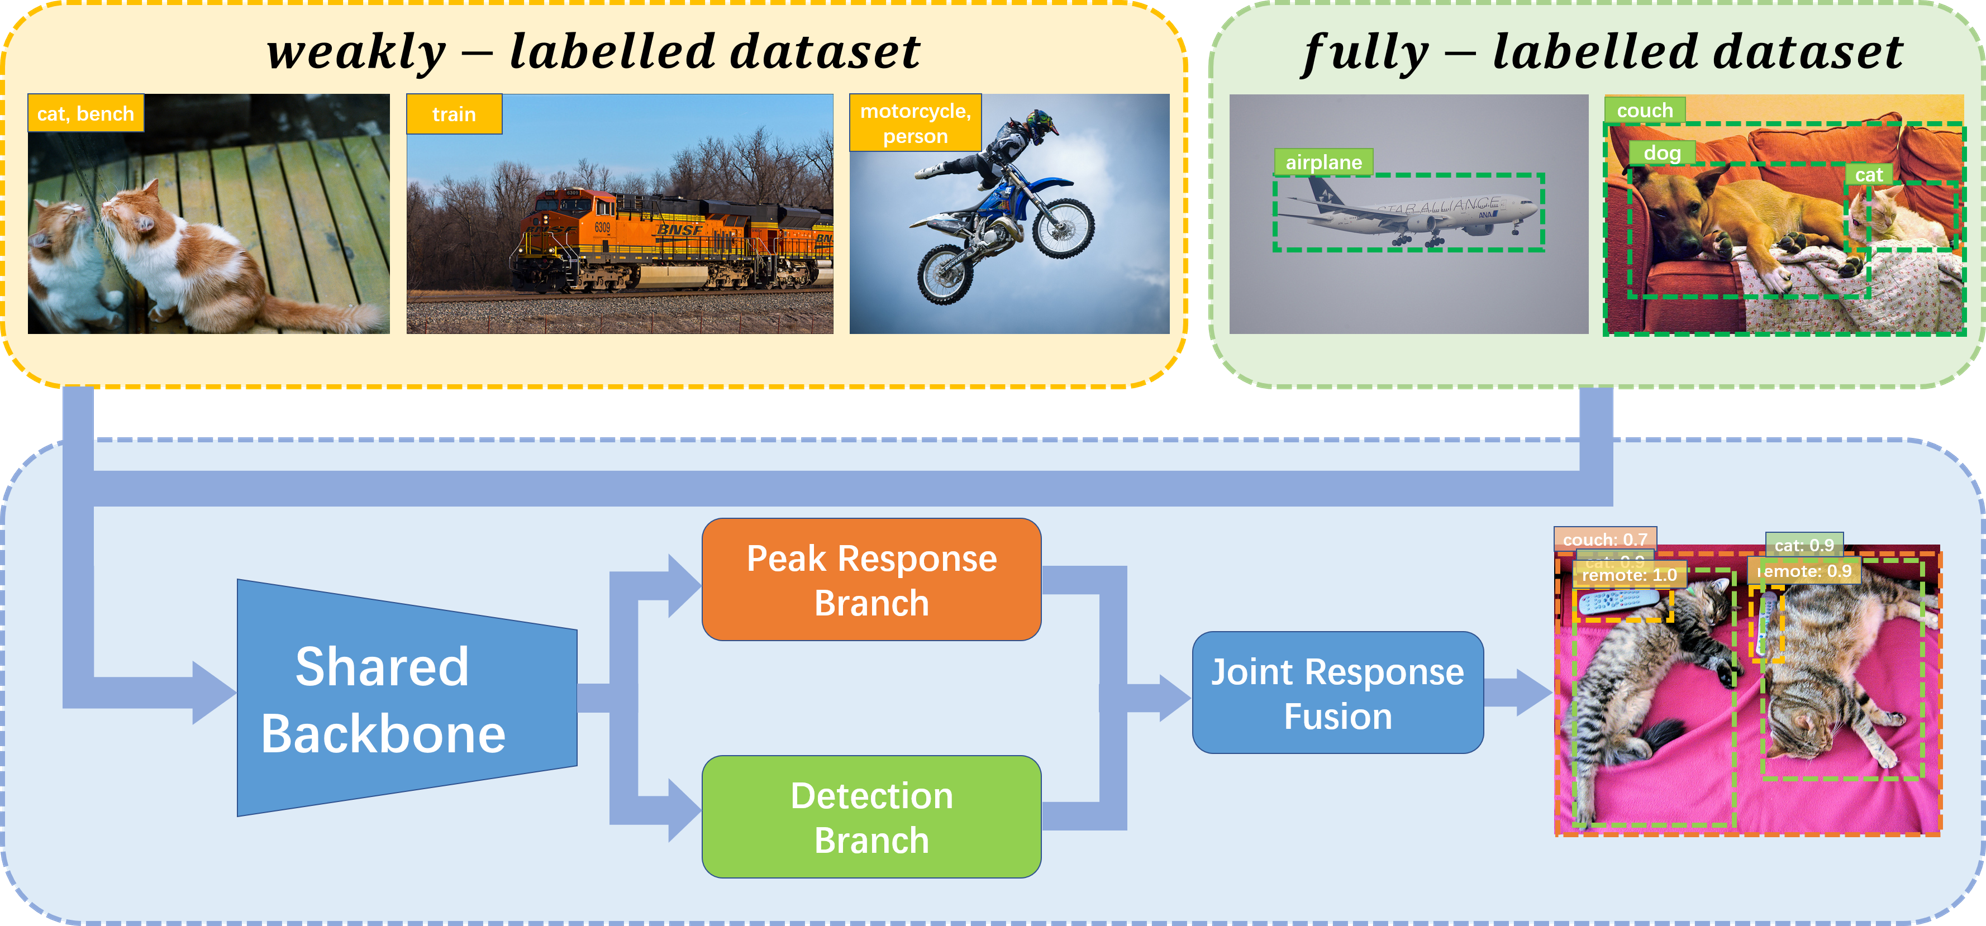 weakly − labelled dataset
fully − labelled dataset
cat, bench
train
motorcycle,
person
6309
BNSF
airplane
STAR ALLIANCE
ANA
couch
dog
cat
Shared
Backbone
Peak Response
Branch
Detection
Branch
Joint Response
Fusion
couch: 0.7
cat: 0.9
remote: 1.0
cat: 0.9
remote: 0.9